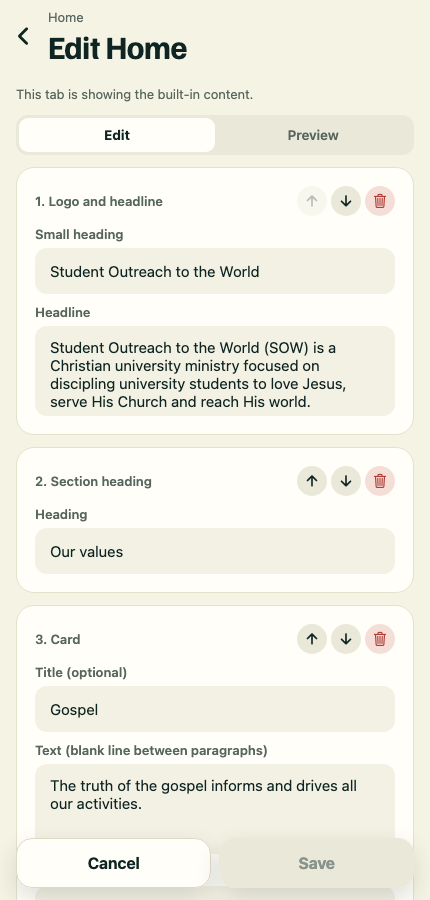 Home
Edit Home
This tab is showing the built-in content.
Edit
Preview
1. Logo and headline
Small heading
Student Outreach to the World
Headline
Student Outreach to the World (SOW) is a
Christian university ministry focused on
discipling university students to love Jesus,
serve His Church and reach His world.
2. Section heading
Heading
Our values
3. Card
Title (optional)
Gospel
Text (blank line between paragraphs)
The truth of the gospel informs and drives all
our activities.
Cancel
Save